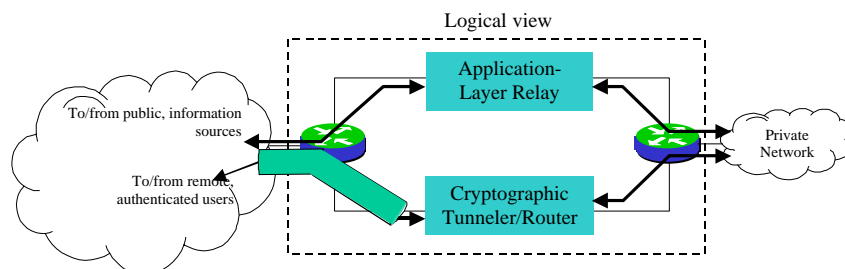 Logical view
Application-
Layer Relay
To/from public, information
sources
Private
Network
To/from remote,
authenticated users
Cryptographic
Tunneler/Router